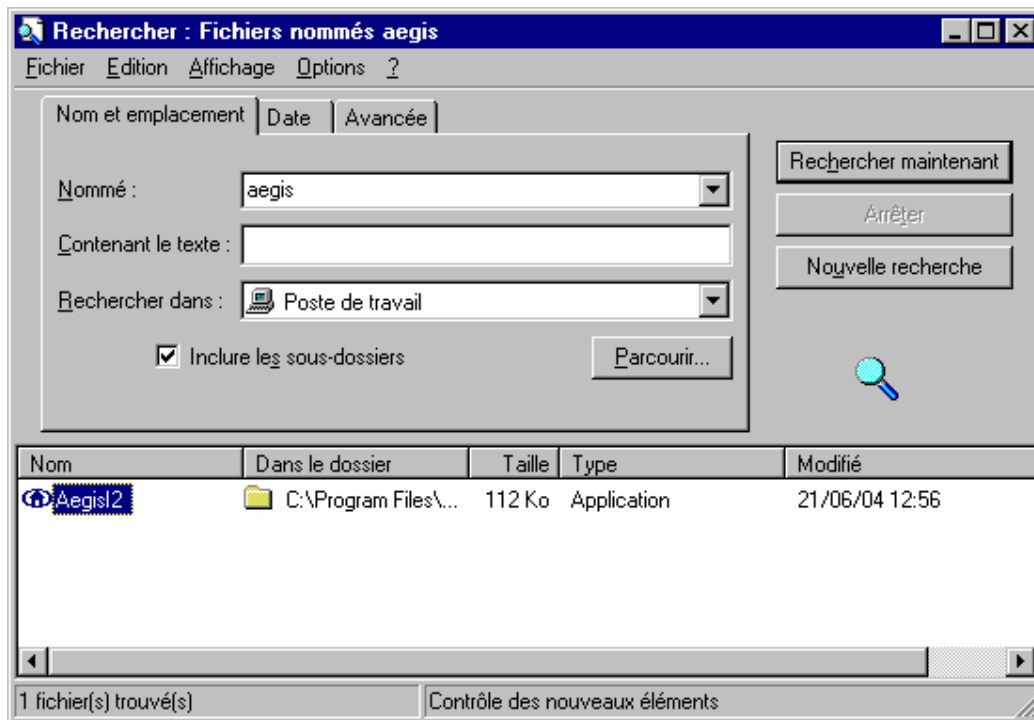 Rechercher : Fichiers nommés aegis
Fichier Edition Affichage Options ?
Nom et emplacement Date Avancée
Nommé : aegis
Contenant le texte :
Rechercher dans : Poste de travail
Inclure les sous-dossiers Parcourir...
Rechercher maintenant
Arrêter
Nouvelle recherche
Nom Dans le dossier Taille Type Modifié
AegisI2 C:\Program Files\... 112 Ko Application 21/06/04 12:56
1 fichier(s) trouvé(s) Contrôle des nouveaux éléments